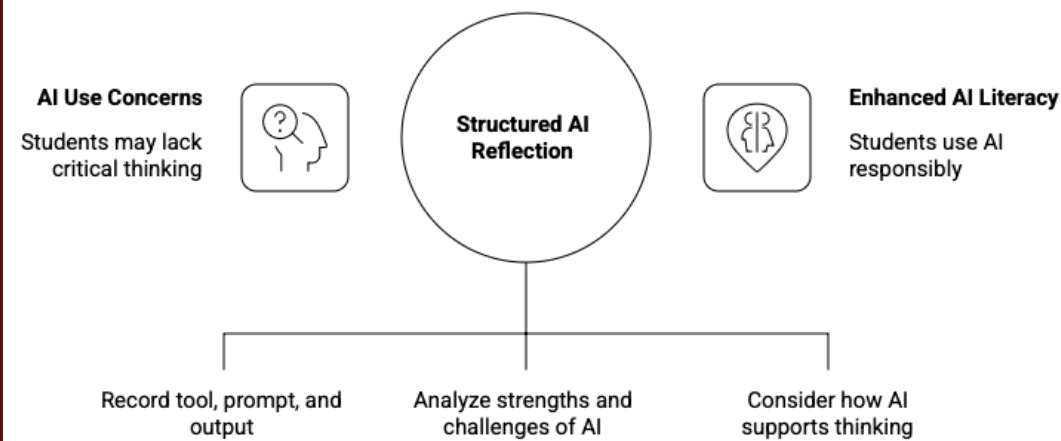 AI Use Concerns
Students may lack
critical thinking
?
Structured AI
Reflection
Enhanced AI Literacy
Students use AI
responsibly
Record tool, prompt, and
output
Analyze strengths and
challenges of AI
Consider how AI
supports thinking